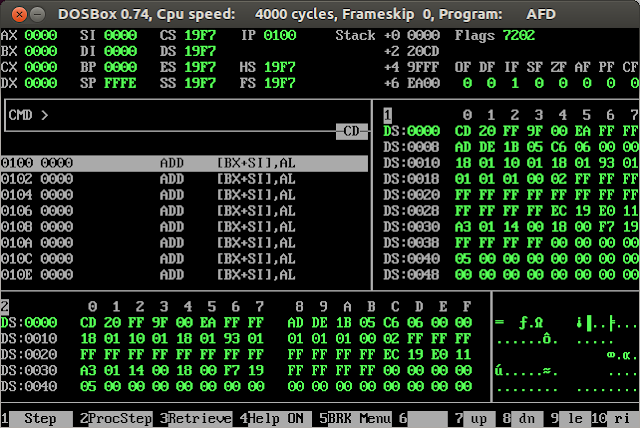 DOSBox 0.74, Cpu speed: 4000 cycles, Frameskip 0, Program: AFD
AX 0000 SI 0000 CS 19F7 IP 0100 Stack +0 0000 Flags 7202
BX 0000 DI 0000 DS 19F7 +2 20CD
CX 0000 BP 0000 ES 19F7 HS 19F7 +4 9FFF OF DF IF SF ZF AF PF CF
DX 0000 SP FFFE SS 19F7 FS 19F7 +6 EA00 0 0 1 0 0 0 0 0
CMD >
CD
1 0 1 2 3 4 5 6 7
DS:0000 CD 20 FF 9F 00 EA FF FF
DS:0008 AD DE 1B 05 C6 06 00 00
0100 0000 ADD [BX+SI],AL DS:0010 18 01 10 01 18 01 93 01
0102 0000 ADD [BX+SI],AL DS:0018 01 01 01 00 02 FF FF FF
0104 0000 ADD [BX+SI],AL DS:0020 FF FF FF FF FF FF FF FF
0106 0000 ADD [BX+SI],AL DS:0028 FF FF FF FF EC 19 E0 11
0108 0000 ADD [BX+SI],AL DS:0030 A3 01 14 00 18 00 F7 19
010A 0000 ADD [BX+SI],AL DS:0038 FF FF FF FF 00 00 00 00
010C 0000 ADD [BX+SI],AL DS:0040 05 00 00 00 00 00 00 00
010E 0000 ADD [BX+SI],AL DS:0048 00 00 00 00 00 00 00 00
2 0 1 2 3 4 5 6 7 8 9 A B C D E F
DS:0000 CD 20 FF 9F 00 EA FF FF AD DE 1B 05 C6 06 00 00 = ƒ.Ω ¡▐..╞...
DS:0010 18 01 10 01 18 01 93 01 01 01 01 00 02 FF FF FF ......ô. .....
DS:0020 FF FF FF FF FF FF FF FF FF FF FF FF EC 19 E0 11 ∞.α.
DS:0030 A3 01 14 00 18 00 F7 19 FF FF FF FF 00 00 00 00 ú.....≈. ....
DS:0040 05 00 00 00 00 00 00 00 00 00 00 00 00 00 00 00 ........ ........
1 Step 2 ProcStep 3 Retrieve 4 Help ON 5 BRK Menu 6 7 up 8 dn 9 le 10 ri